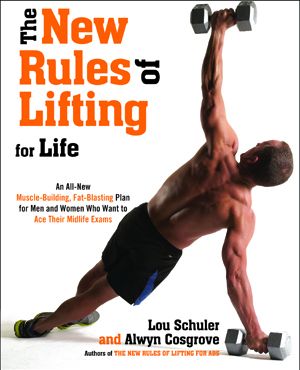 The New
Rules of
Lifting
for Life
An All-New
Muscle-Building, Fat-Blasting Plan
for Men and Women Who Want to
Ace Their Midlife Exams
Lou Schuler
and Alwyn Cosgrove
Authors of THE NEW RULES OF LIFTING FOR ABS